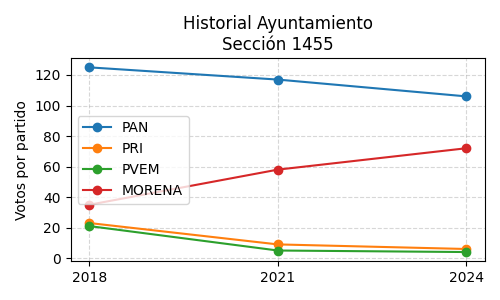 Historial Ayuntamiento
Sección 1455
Votos por partido
120
100
80
60
40
20
0
PAN
PRI
PVEM
MORENA
2018 2021 2024